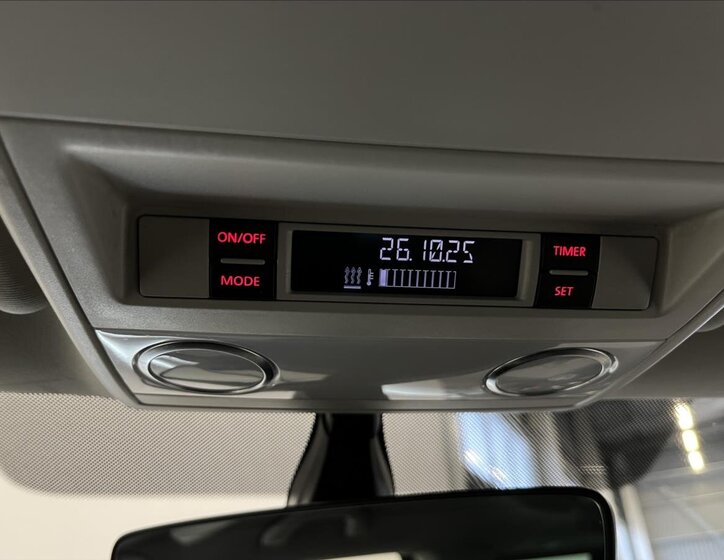 ON/OFF
MODE
26.10.25
TIMER
SET